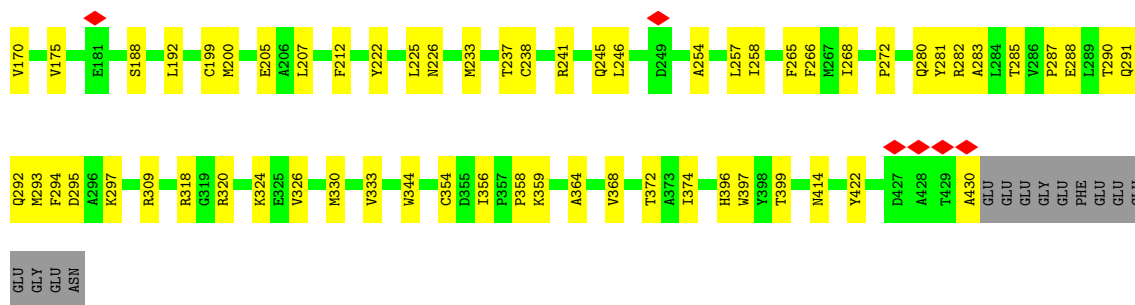 V170 V175 E181 S188 L192 C199 M200 E205 A206 L207 F212 Y222 L225 N226 M233 T237 C238 R241 Q245 L246 D249 A254 L257 I258 F265 F266 M267 I268 P272 Q280 Y281 R282 A283 L284 T285 V286 P287 E288 L289 T290 Q291
Q292 M293 F294 D295 A296 K297 R309 R318 G319 R320 K324 E325 V326 M330 V333 W344 C354 D355 I356 P357 P358 K359 A364 V368 T372 A373 I374 H396 W397 Y398 T399 N414 Y422 D427 A428 T429 A430 GLU GLU GLU GLY GLU PHE GLU GLU
GLU GLY GLU ASN